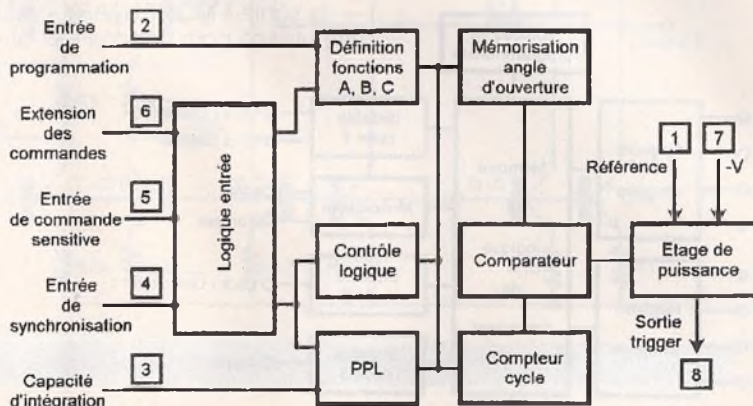 Entrée
de
programmation
2
Extension
des
commandes
6
Entrée
de commande
sensitive
5
Entrée
de
synchronisation
4
Capacité
d'intégration
3
Logique entrée
Définition
fonctions
A, B, C
Contrôle
logique
PPL
Mémorisation
angle
d'ouverture
Comparateur
Compteur
cycle
1
7
Référence
-V
Etage de
puissance
Sortie
trigger
8